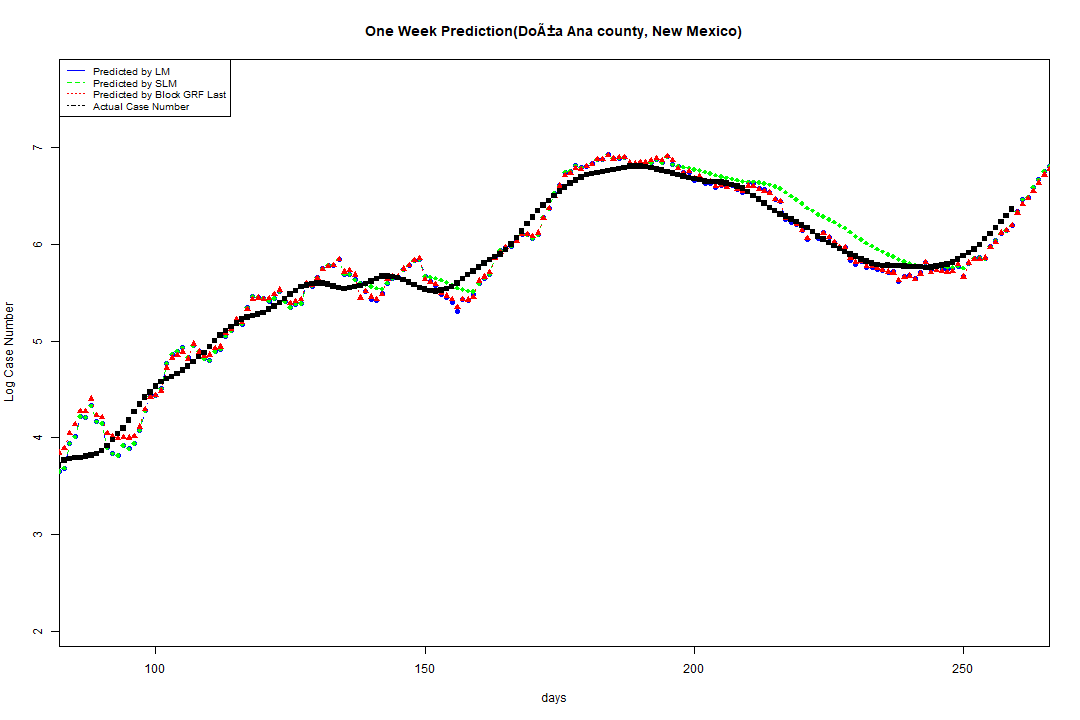 One Week Prediction(DoÃ±a Ana county, New Mexico)
Predicted by LM
Predicted by SLM
Predicted by Block GRF Last
Actual Case Number
7
6
5
4
3
2
Log Case Number
100 150 200 250
days